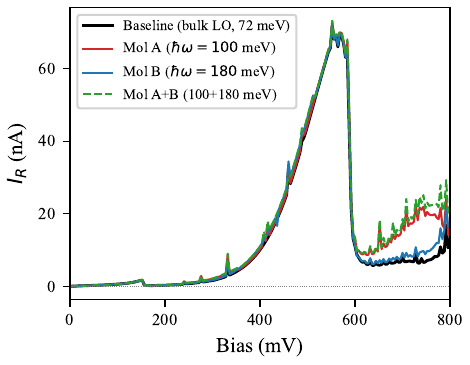 Baseline (bulk LO, 72 meV)
Mol A (ℏω = 100 meV)
Mol B (ℏω = 180 meV)
Mol A+B (100+180 meV)
I_R (nA)
60
40
20
0
0 200 400 600 800
Bias (mV)